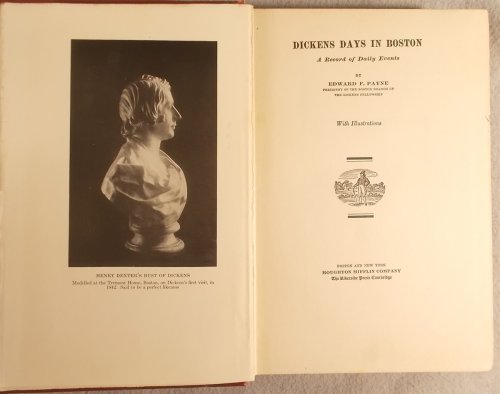 HENRY DEXTER'S BUST OF DICKENS
Modelled at the Tremont House, Boston, on Dickens's first visit, in
1842. Said to be a perfect likeness
DICKENS DAYS IN BOSTON
A Record of Daily Events
BY
EDWARD F. PAYNE
PRESIDENT OF THE BOSTON BRANCH OF
THE DICKENS FELLOWSHIP
With Illustrations
BOSTON AND NEW YORK
HOUGHTON MIFFLIN COMPANY
The Riverside Press Cambridge